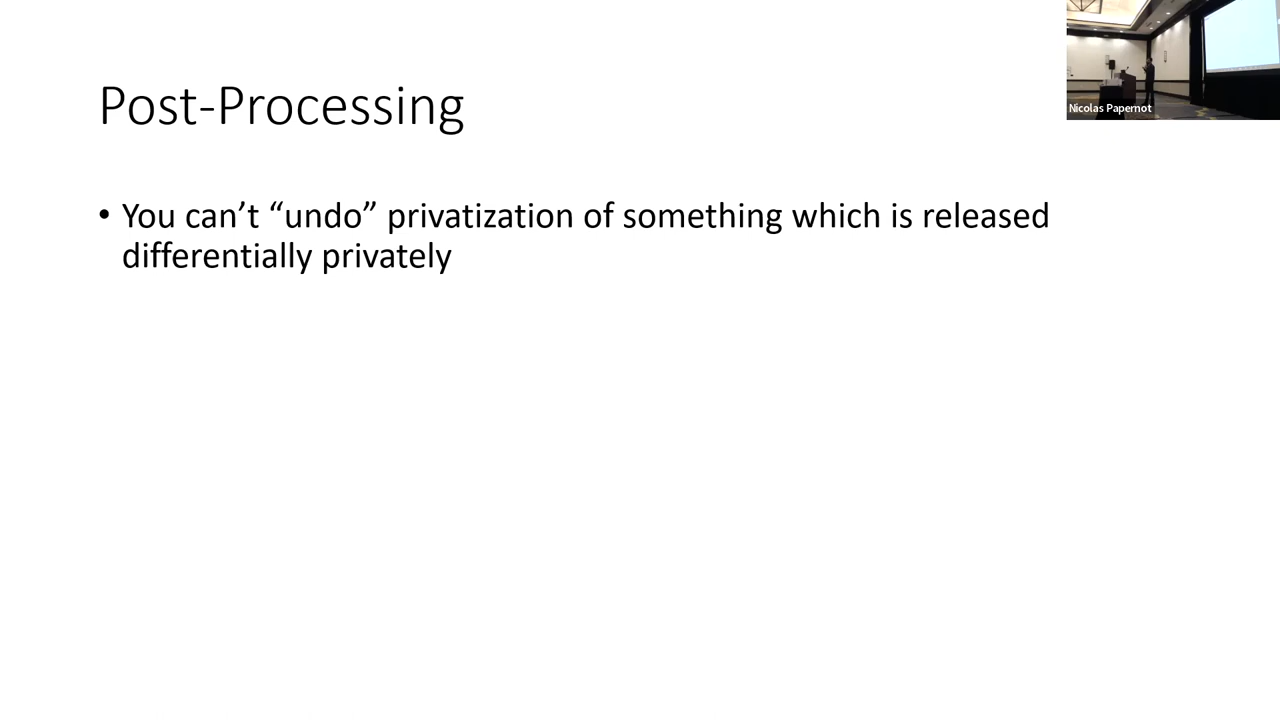 Post-Processing
Nicolas Papernot
• You can’t “undo” privatization of something which is released
differentially privately